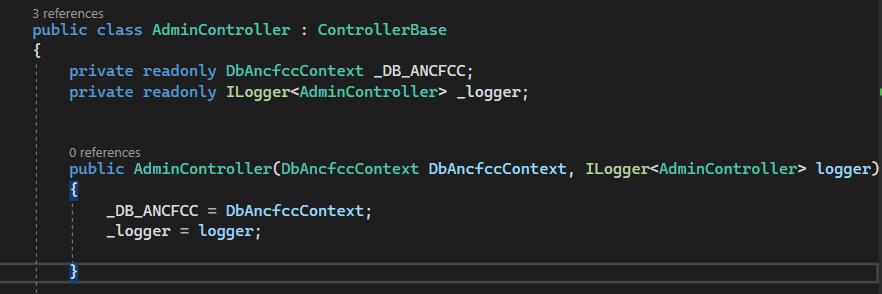 3 references
public class AdminController : ControllerBase
{
private readonly DbAncfccContext _DB_ANCFCC;
private readonly ILogger<AdminController> _logger;
0 references
public AdminController(DbAncfccContext DbAncfccContext, ILogger<AdminController> logger)
{
_DB_ANCFCC = DbAncfccContext;
_logger = logger;
}